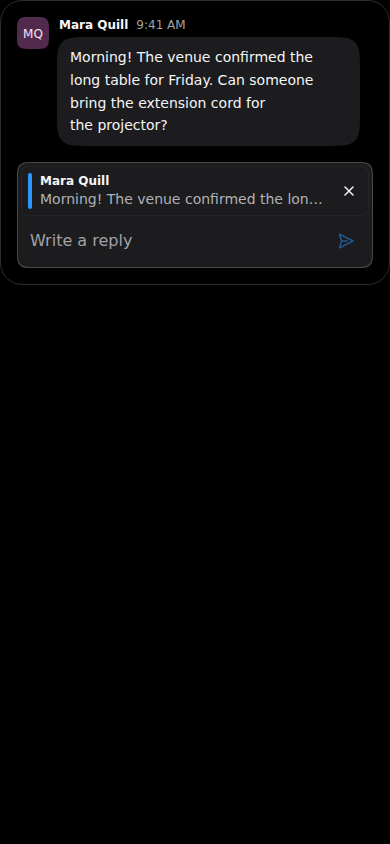 MQ
Mara Quill 9:41 AM
Morning! The venue confirmed the
long table for Friday. Can someone
bring the extension cord for
the projector?
Mara Quill
Morning! The venue confirmed the lon...
Write a reply